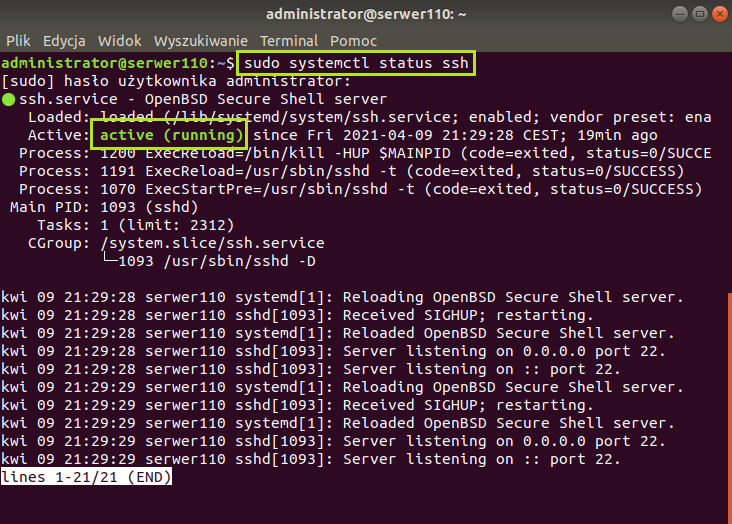 administrator@serwer110: ~
Plik Edycja Widok Wyszukiwanie Terminal Pomoc
administrator@serwer110:~$ sudo systemctl status ssh
[sudo] hasło użytkownika administrator:
● ssh.service - OpenBSD Secure Shell server
Loaded: loaded (/lib/systemd/system/ssh.service; enabled; vendor preset: ena
Active: active (running) since Fri 2021-04-09 21:29:28 CEST; 19min ago
Process: 1200 ExecReload=/bin/kill -HUP $MAINPID (code=exited, status=0/SUCCE
Process: 1191 ExecReload=/usr/sbin/sshd -t (code=exited, status=0/SUCCESS)
Process: 1070 ExecStartPre=/usr/sbin/sshd -t (code=exited, status=0/SUCCESS)
Main PID: 1093 (sshd)
Tasks: 1 (limit: 2312)
CGroup: /system.slice/ssh.service
└─1093 /usr/sbin/sshd -D
kwi 09 21:29:28 serwer110 systemd[1]: Reloading OpenBSD Secure Shell server.
kwi 09 21:29:28 serwer110 sshd[1093]: Received SIGHUP; restarting.
kwi 09 21:29:28 serwer110 systemd[1]: Reloaded OpenBSD Secure Shell server.
kwi 09 21:29:28 serwer110 sshd[1093]: Server listening on 0.0.0.0 port 22.
kwi 09 21:29:28 serwer110 sshd[1093]: Server listening on :: port 22.
kwi 09 21:29:29 serwer110 systemd[1]: Reloading OpenBSD Secure Shell server.
kwi 09 21:29:29 serwer110 sshd[1093]: Received SIGHUP; restarting.
kwi 09 21:29:29 serwer110 systemd[1]: Reloaded OpenBSD Secure Shell server.
kwi 09 21:29:29 serwer110 sshd[1093]: Server listening on 0.0.0.0 port 22.
kwi 09 21:29:29 serwer110 sshd[1093]: Server listening on :: port 22.
lines 1-21/21 (END)